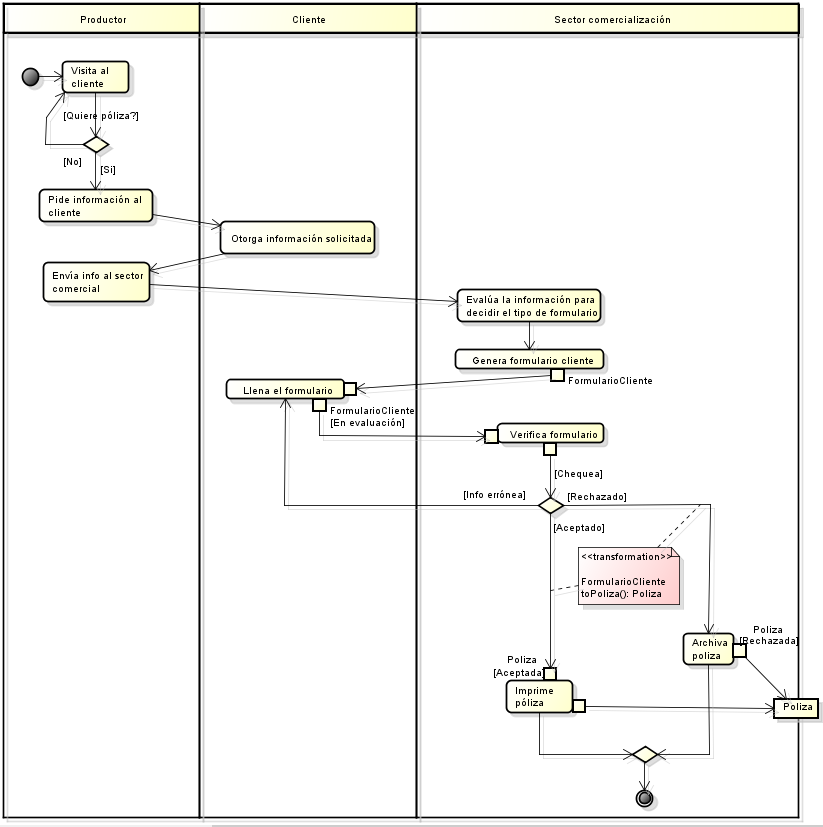 Productor
Cliente
Sector comercialización
Visita al
cliente
[Quiere póliza?]
[No]
[Si]
Pide información al
cliente
Otorga información solicitada
Envía info al sector
comercial
Evalúa la información para
decidir el tipo de formulario
Genera formulario cliente
FormularioCliente
Llena el formulario
FormularioCliente
[En evaluación]
Verifica formulario
[Chequea]
[Info errónea]
[Rechazado]
[Aceptado]
<<transformation>>
FormularioCliente
toPoliza(): Poliza
Poliza
[Rechazada]
Archiva
poliza
Poliza
[Aceptada]
Imprime
póliza
Poliza